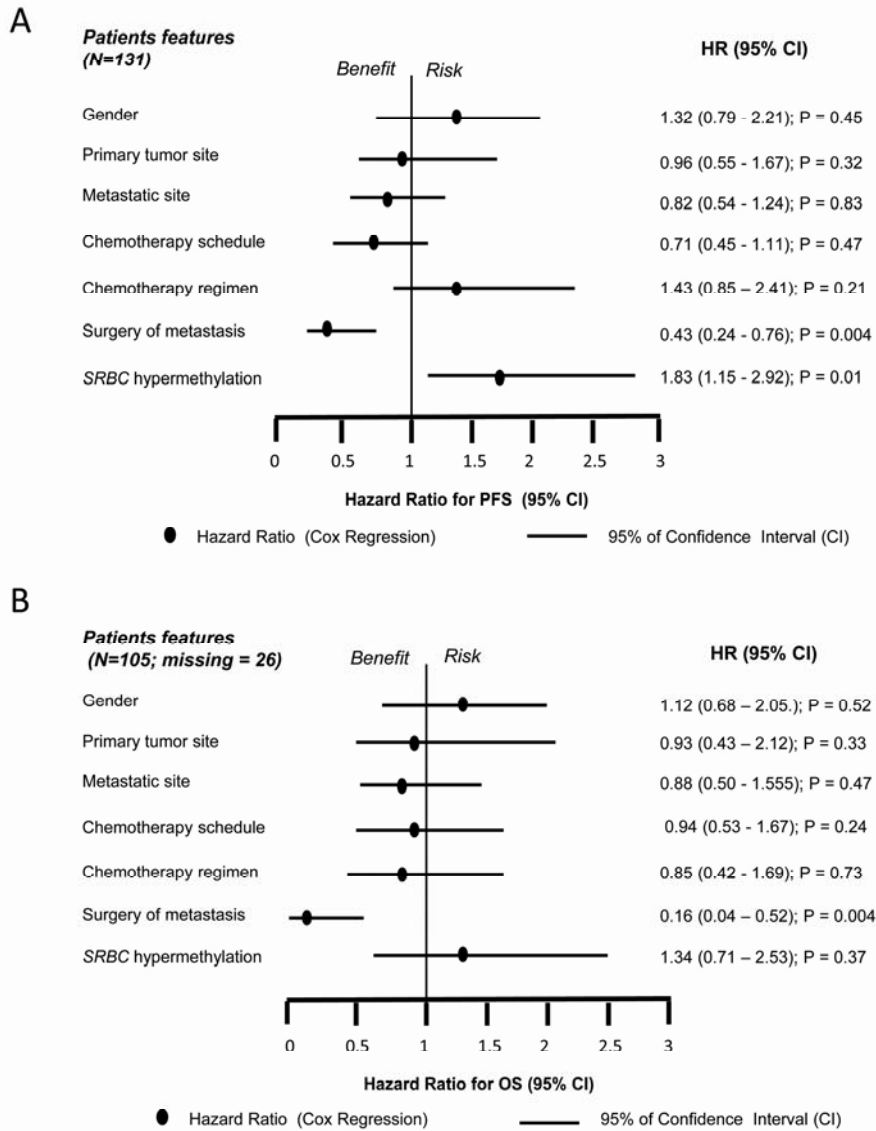 A
Patients features
(N=131)
HR (95% CI)
Benefit Risk
Gender 1.32 (0.79 - 2.21); P = 0.45
Primary tumor site 0.96 (0.55 - 1.67); P = 0.32
Metastatic site 0.82 (0.54 - 1.24); P = 0.83
Chemotherapy schedule 0.71 (0.45 - 1.11); P = 0.47
Chemotherapy regimen 1.43 (0.85 – 2.41); P = 0.21
Surgery of metastasis 0.43 (0.24 - 0.76); P = 0.004
SRBC hypermethylation 1.83 (1.15 - 2.92); P = 0.01
0 0.5 1 1.5 2 2.5 3
Hazard Ratio for PFS (95% CI)
Hazard Ratio (Cox Regression) 95% of Confidence Interval (CI)
B
Patients features
(N=105; missing = 26)
HR (95% CI)
Benefit Risk
Gender 1.12 (0.68 – 2.05.); P = 0.52
Primary tumor site 0.93 (0.43 – 2.12); P = 0.33
Metastatic site 0.88 (0.50 - 1.555); P = 0.47
Chemotherapy schedule 0.94 (0.53 - 1.67); P = 0.24
Chemotherapy regimen 0.85 (0.42 - 1.69); P = 0.73
Surgery of metastasis 0.16 (0.04 – 0.52); P = 0.004
SRBC hypermethylation 1.34 (0.71 – 2.53); P = 0.37
0 0.5 1 1.5 2 2.5 3
Hazard Ratio for OS (95% CI)
Hazard Ratio (Cox Regression) 95% of Confidence Interval (CI)